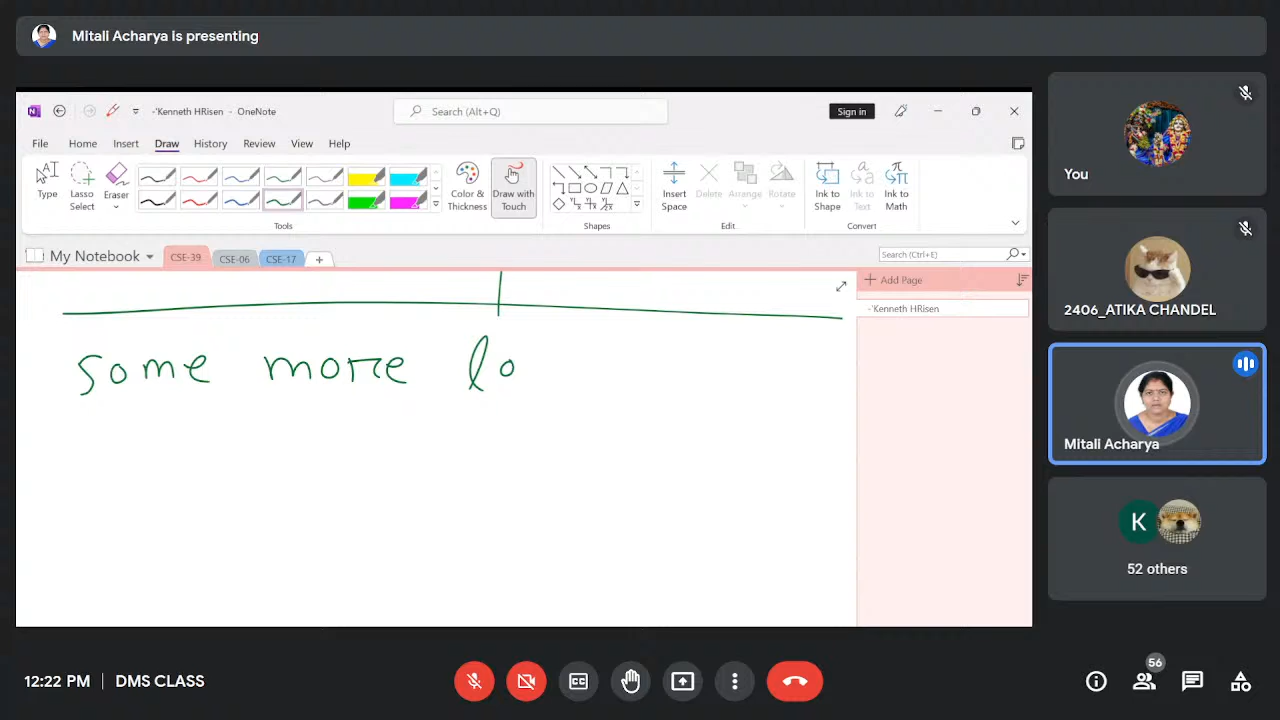 Mitali Acharya is presenting
-'Kenneth HRisen - OneNote
Search (Alt+Q)
Sign in
File Home Insert Draw History Review View Help
Type
Lasso Select
Eraser
Color & Thickness
Draw with Touch
Insert Space
Delete
Arrange
Rotate
Ink to Shape
Ink to Text
Ink to Math
Tools
Shapes
Edit
Convert
My Notebook
CSE-39
CSE-06
CSE-17
Search (Ctrl+E)
Add Page
-'Kenneth HRisen
some more lo
You
2406_ATIKA CHANDEL
Mitali Acharya
K
52 others
12:22 PM | DMS CLASS
CC
56